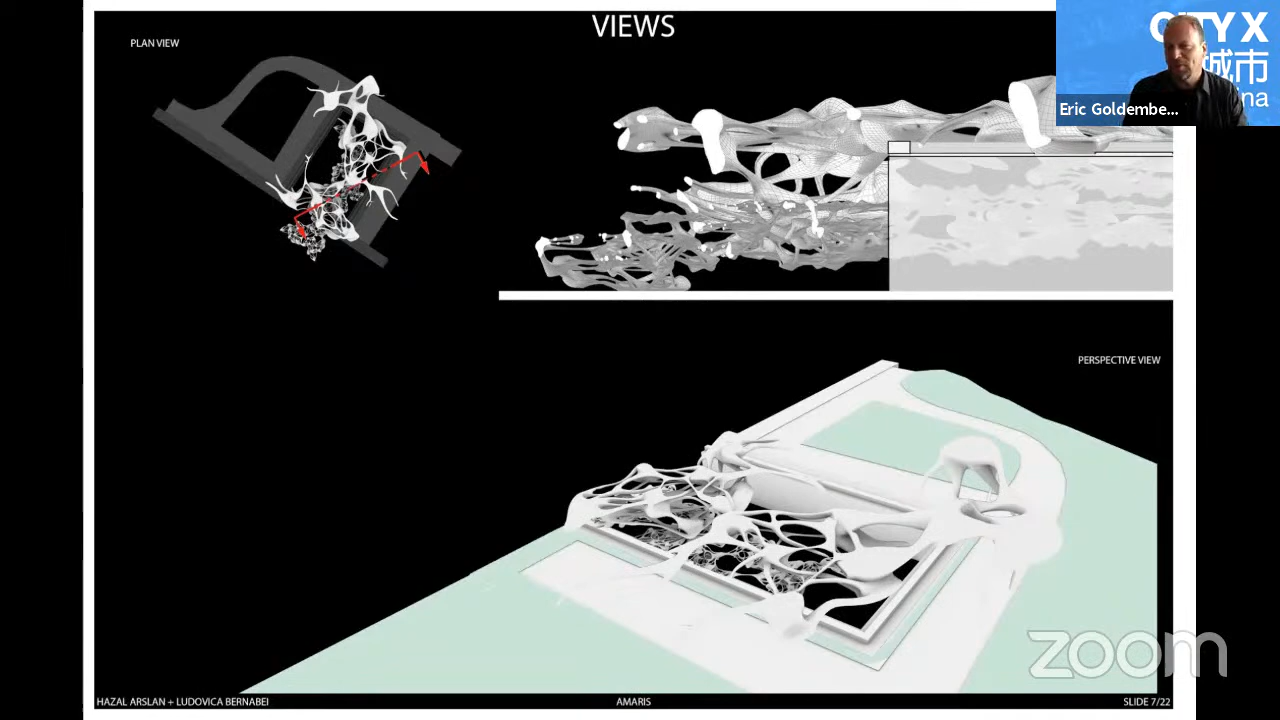 VIEWS
PLAN VIEW
CITY X
城市
Eric Goldembe...
PERSPECTIVE VIEW
zoom
HAZAL ARSLAN + LUDOVICA BERNABEI
AMARIS
SLIDE 7/22